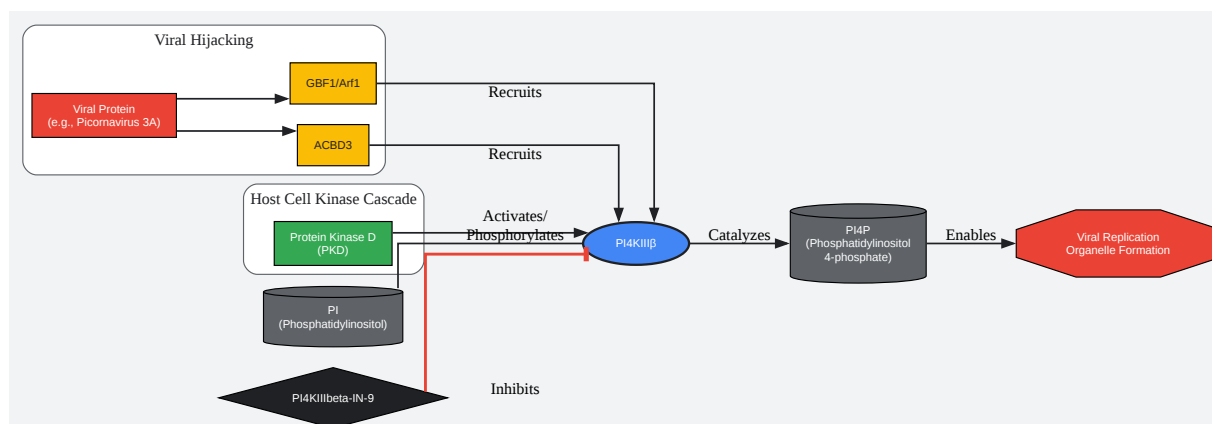 Viral Hijacking
GBF1/Arf1
Viral Protein
(e.g., Picornavirus 3A)
ACBD3
Recruits
Recruits
Host Cell Kinase Cascade
Protein Kinase D
(PKD)
Activates/
Phosphorylates
PI4KIIIβ
Catalyzes
PI4P
(Phosphatidylinositol
4-phosphate)
Enables
Viral Replication
Organelle Formation
PI
(Phosphatidylinositol)
PI4KIIIbeta-IN-9
Inhibits